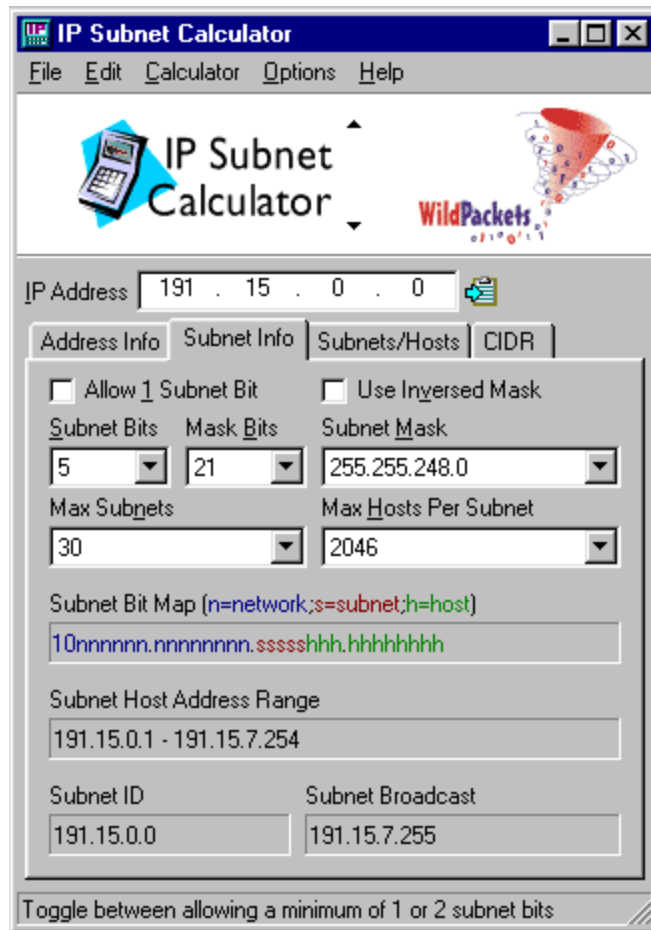 IP Subnet Calculator
File Edit Calculator Options Help
IP Subnet
Calculator
WildPackets
IP Address 191 . 15 . 0 . 0
Address Info Subnet Info Subnets/Hosts CIDR
Allow 1 Subnet Bit Use Inversed Mask
Subnet Bits Mask Bits Subnet Mask
5 21 255.255.248.0
Max Subnets Max Hosts Per Subnet
30 2046
Subnet Bit Map (n=network;s=subnet;h=host)
10nnnnnn.nnnnnnnn.ssssshhh.hhhhhhhh
Subnet Host Address Range
191.15.0.1 - 191.15.7.254
Subnet ID Subnet Broadcast
191.15.0.0 191.15.7.255
Toggle between allowing a minimum of 1 or 2 subnet bits